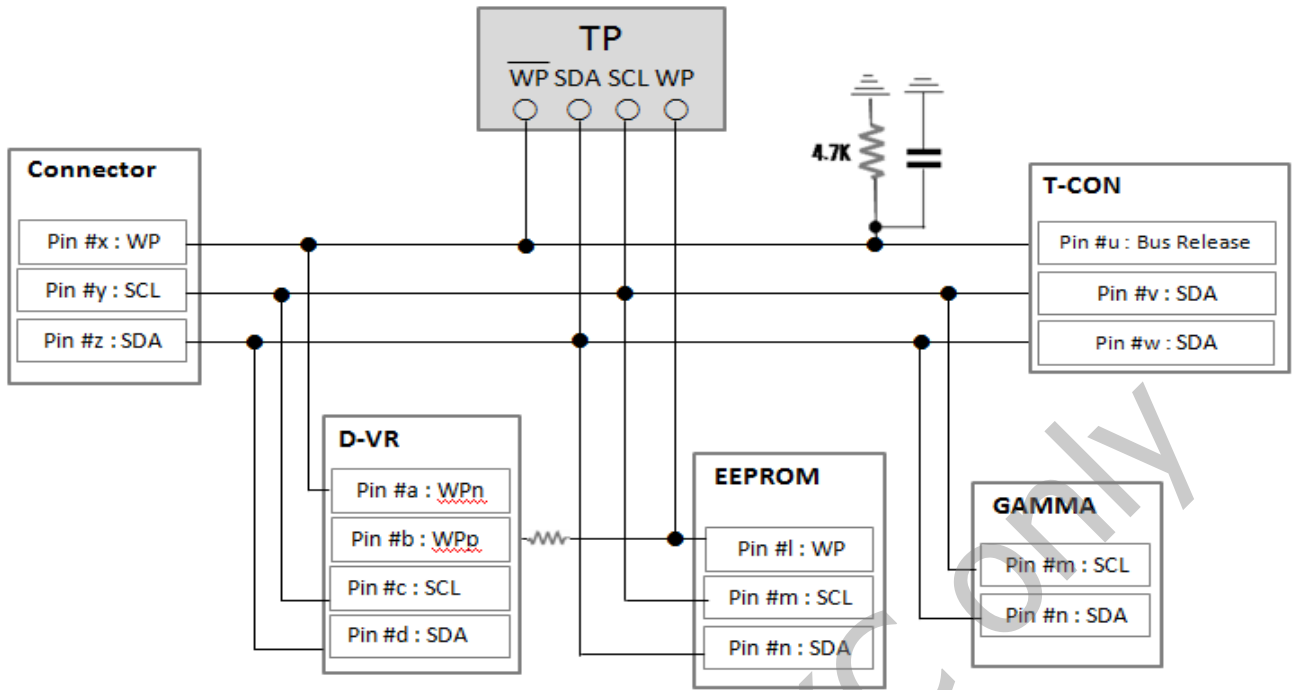 TP
WP SDA SCL WP
4.7K
Connector
Pin #x : WP
Pin #y : SCL
Pin #z : SDA
T-CON
Pin #u : Bus Release
Pin #v : SDA
Pin #w : SDA
D-VR
Pin #a : WPn
Pin #b : WPp
Pin #c : SCL
Pin #d : SDA
EEPROM
Pin #l : WP
Pin #m : SCL
Pin #n : SDA
GAMMA
Pin #m : SCL
Pin #n : SDA
only